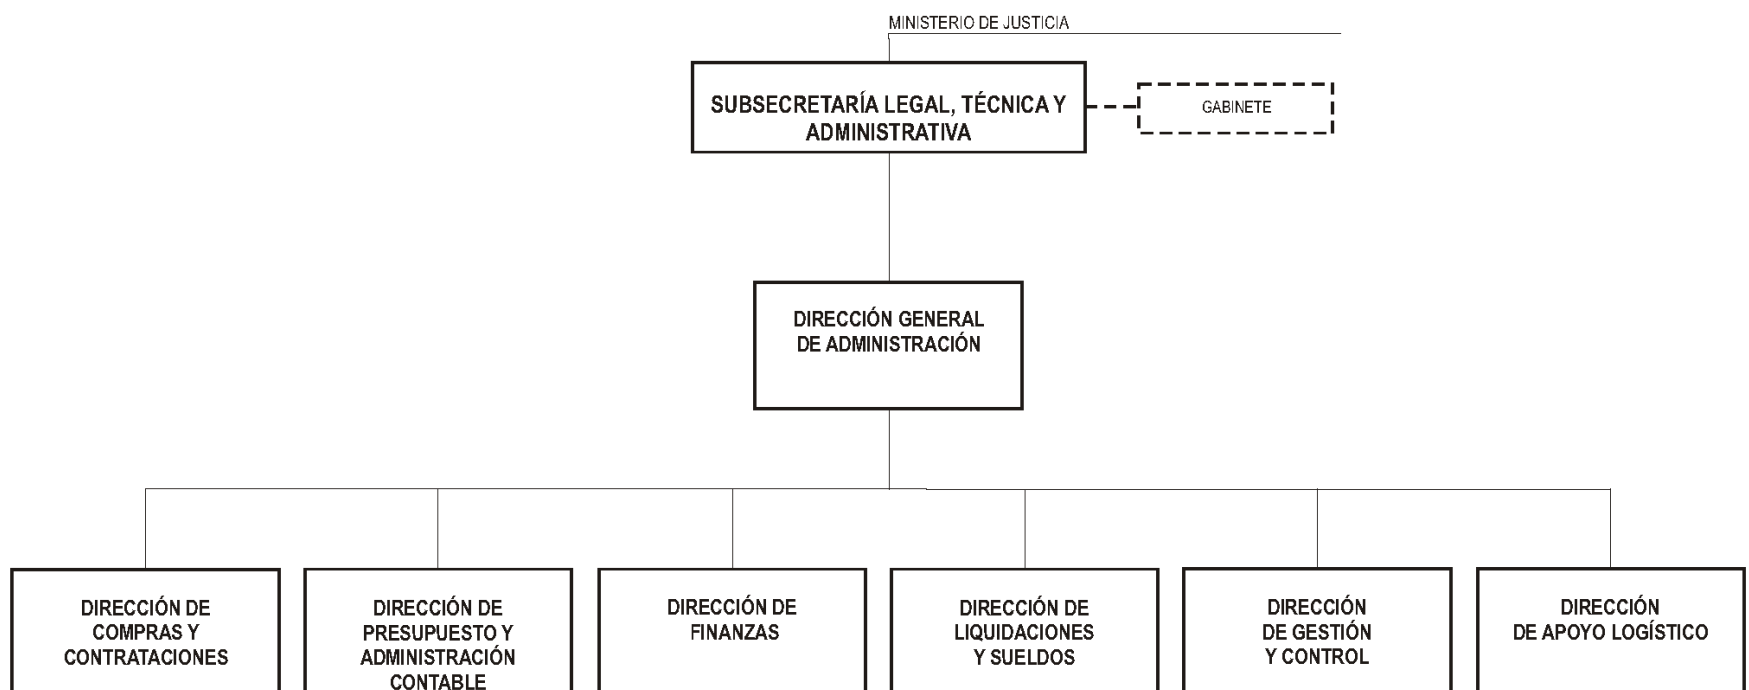 MINISTERIO DE JUSTICIA
SUBSECRETARÍA LEGAL, TÉCNICA Y
ADMINISTRATIVA
GABINETE
DIRECCIÓN GENERAL
DE ADMINISTRACIÓN
DIRECCIÓN DE
COMPRAS Y
CONTRATACIONES
DIRECCIÓN DE
PRESUPUESTO Y
ADMINISTRACIÓN
CONTABLE
DIRECCIÓN DE
FINANZAS
DIRECCIÓN DE
LIQUIDACIONES
Y SUELDOS
DIRECCIÓN
DE GESTIÓN
Y CONTROL
DIRECCIÓN
DE APOYO LOGÍSTICO